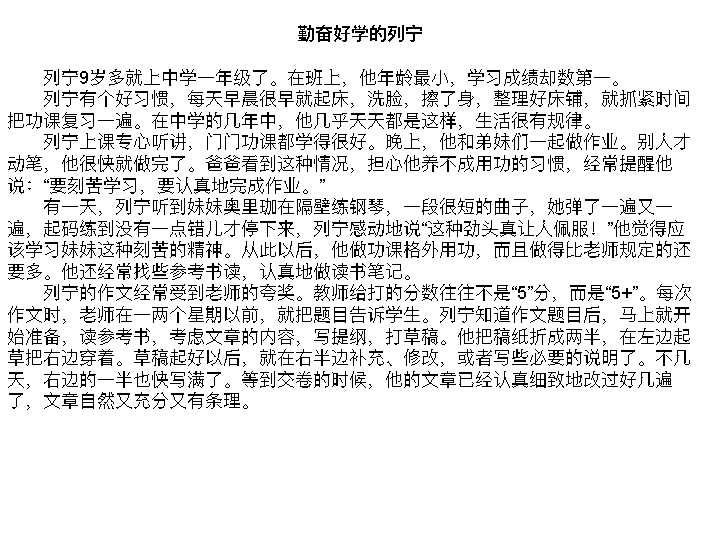 勤奋好学的列宁
列宁9岁多就上中学一年级了。在班上，他年龄最小，学习成绩却数第一。
列宁有个好习惯，每天早晨很早就起床，洗脸，擦了身，整理好床铺，就抓紧时间
把功课复习一遍。在中学的几年中，他几乎天天都是这样，生活很有规律。
列宁上课专心听讲，门门功课都学得很好。晚上，他和弟妹们一起做作业。别人才
动笔，他很快就做完了。爸爸看到这种情况，担心他养不成用功的习惯，经常提醒他
说：“要刻苦学习，要认真地完成作业。”
有一天，列宁听到妹妹奥里珈在隔壁练钢琴，一段很短的曲子，她弹了一遍又一
遍，起码练到没有一点错儿才停下来，列宁感动地说“这种劲头真让人佩服！”他觉得应
该学习妹妹这种刻苦的精神。从此以后，他做功课格外用功，而且做得比老师规定的还
要多。他还经常找些参考书读，认真地做读书笔记。
列宁的作文经常受到老师的夸奖。教师给打的分数往往不是“5”分，而是“5+”。每次
作文时，老师在一两个星期以前，就把题目告诉学生。列宁知道作文题目后，马上就开
始准备，读参考书，考虑文章的内容，写提纲，打草稿。他把稿纸折成两半，在左边起
草把右边穿着。草稿起好以后，就在右半边补充、修改，或者写些必要的说明了。不几
天，右边的一半也快写满了。等到交卷的时候，他的文章已经认真细致地改过好几遍
了，文章自然又充分又有条理。